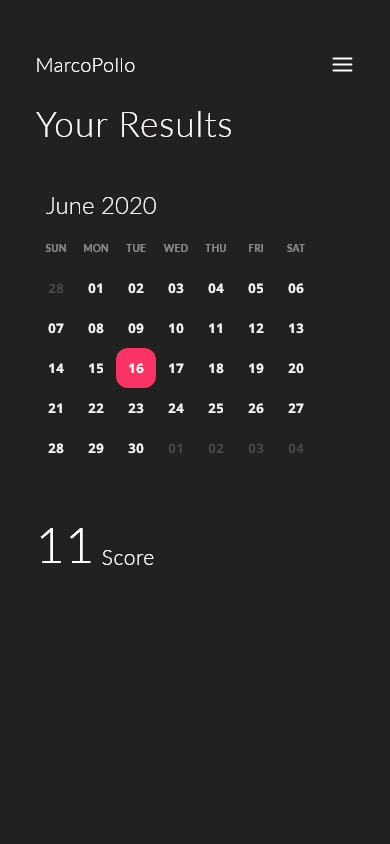 MarcoPollo
Your Results
June 2020
SUN MON TUE WED THU FRI SAT
28 01 02 03 04 05 06
07 08 09 10 11 12 13
14 15 16 17 18 19 20
21 22 23 24 25 26 27
28 29 30 01 02 03 04
11 Score